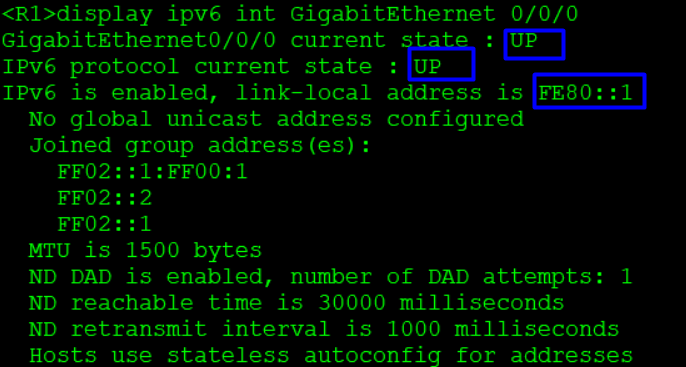 <R1>display ipv6 int GigabitEthernet 0/0/0
GigabitEthernet0/0/0 current state : UP
IPv6 protocol current state : UP
IPv6 is enabled, link-local address is FE80::1
No global unicast address configured
Joined group address(es):
FF02::1:FF00:1
FF02::2
FF02::1
MTU is 1500 bytes
ND DAD is enabled, number of DAD attempts: 1
ND reachable time is 30000 milliseconds
ND retransmit interval is 1000 milliseconds
Hosts use stateless autoconfig for addresses